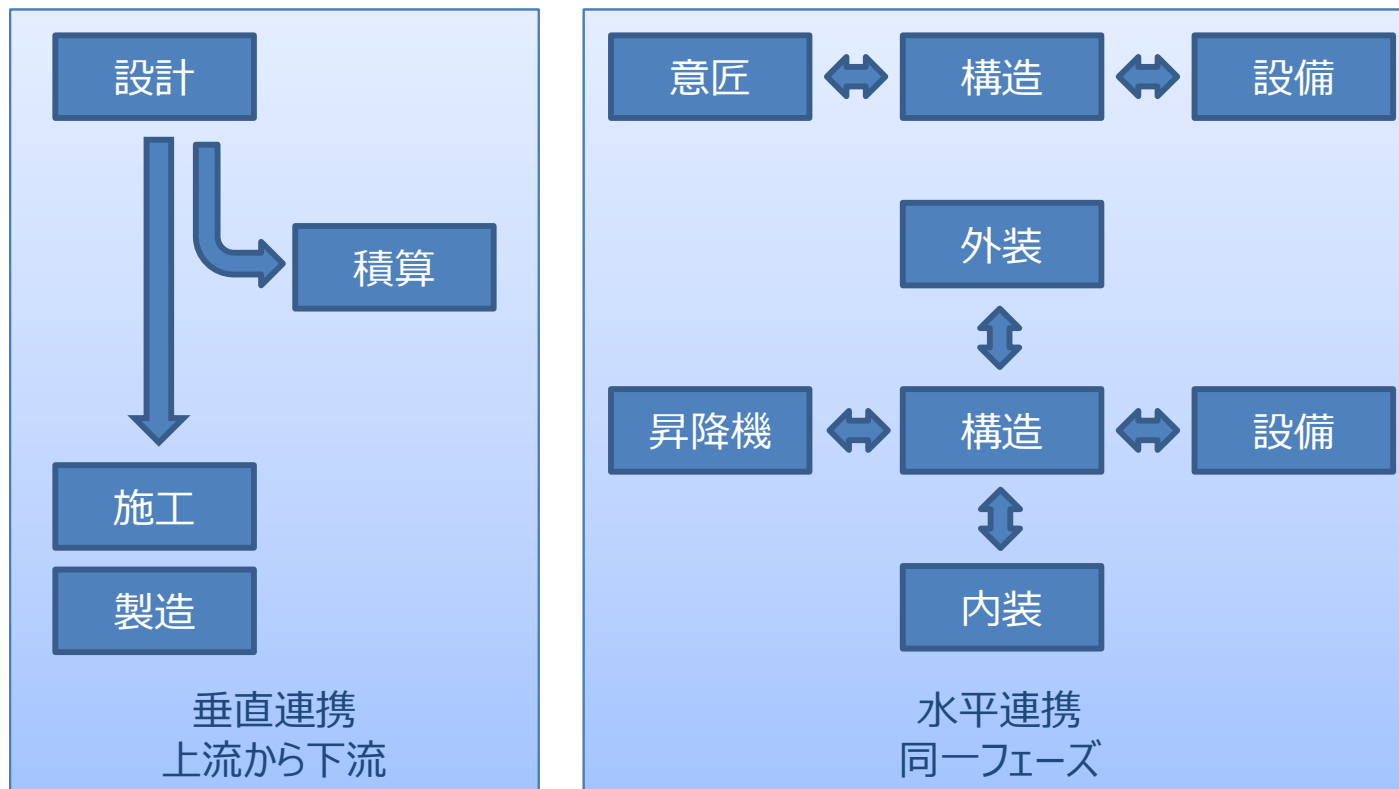 設計
積算
施工
製造
垂直連携
上流から下流
意匠
構造
設備
外装
昇降機
構造
設備
内装
水平連携
同一フェーズ